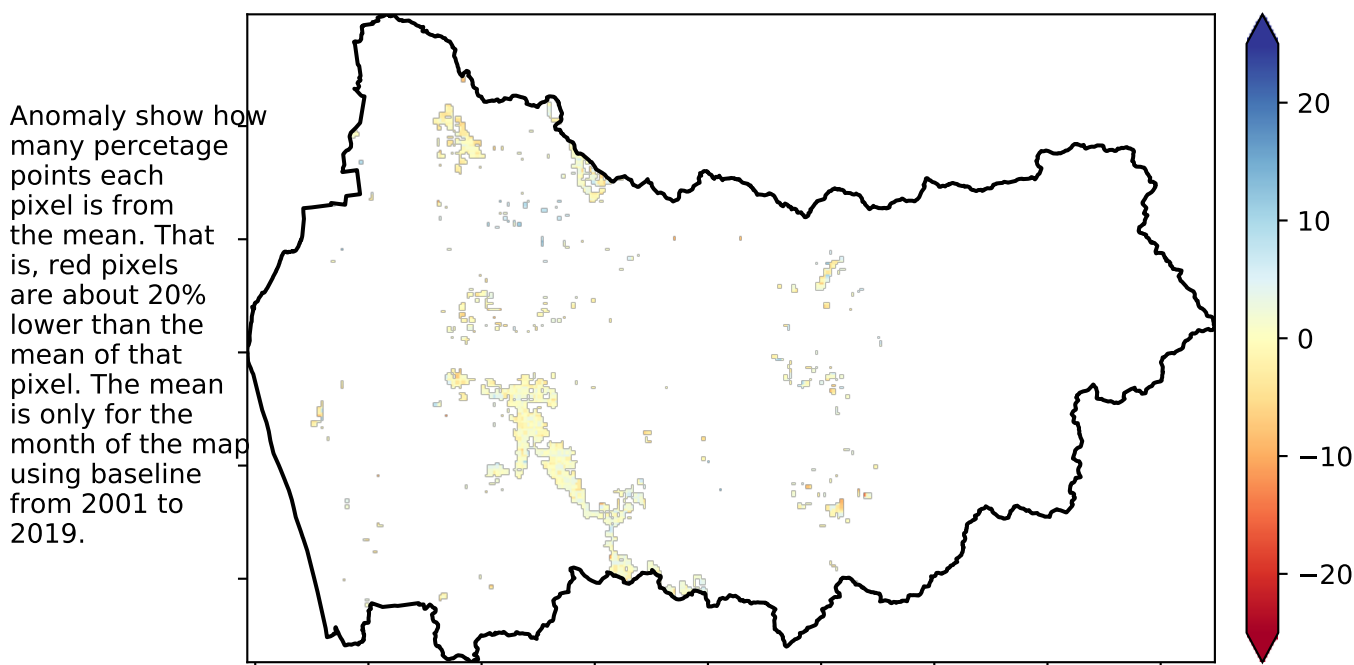 Anomaly show how
many percetage
points each
pixel is from
the mean. That
is, red pixels
are about 20%
lower than the
mean of that
pixel. The mean
is only for the
month of the map
using baseline
from 2001 to
2019.
20
10
0
−10
−20